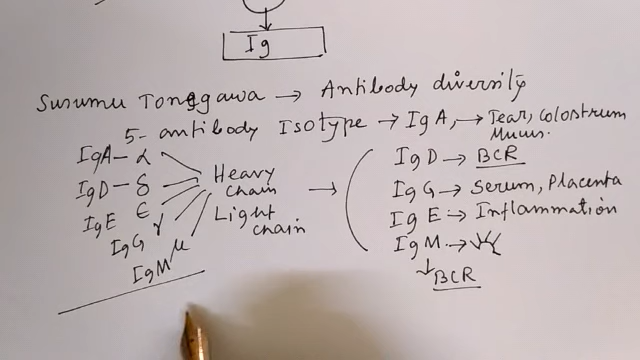 Ig
Susumu Tonegawa → Antibody diversity
5- antibody Isotype → IgA, → Tear, Colostrum
Mucus.
IgA - α
IgD - δ
IgE ε
IgG γ
IgM μ
Heavy
chain
Light
chain
IgD → BCR
IgG → Serum, Placenta
IgE → Inflammation
IgM →
↓ BCR